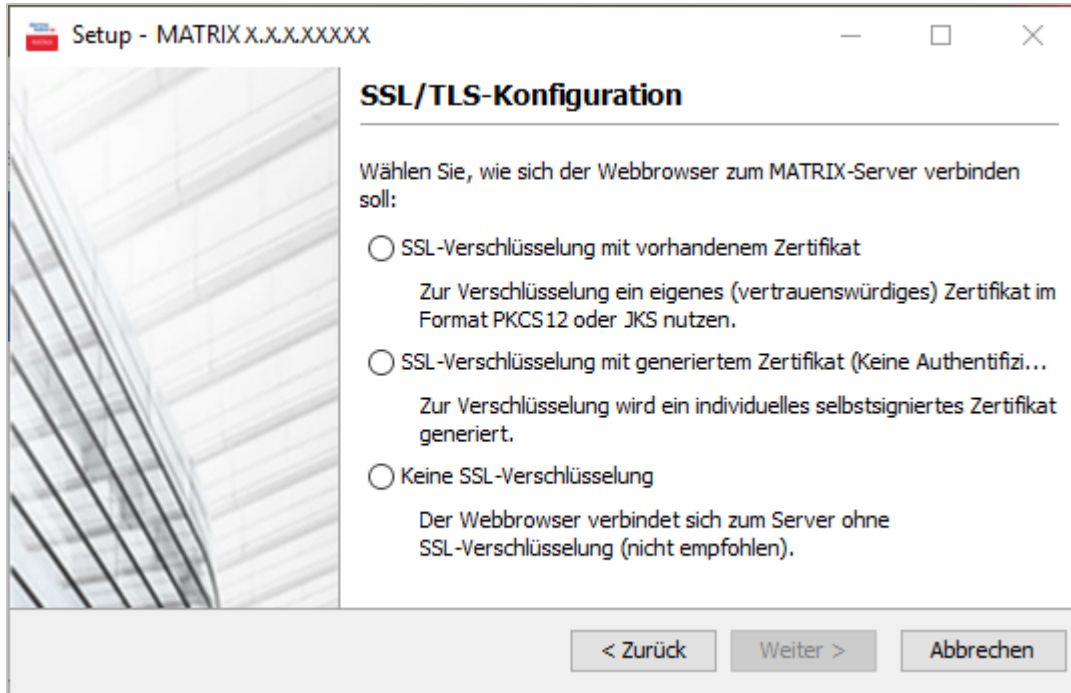 Setup - MATRIX X.X.X.XXXXX
SSL/TLS-Konfiguration
Wählen Sie, wie sich der Webbrowser zum MATRIX-Server verbinden
soll:
SSL-Verschlüsselung mit vorhandenem Zertifikat
Zur Verschlüsselung ein eigenes (vertrauenswürdiges) Zertifikat im
Format PKCS12 oder JKS nutzen.
SSL-Verschlüsselung mit generiertem Zertifikat (Keine Authentifizi...
Zur Verschlüsselung wird ein individuelles selbstsigniertes Zertifikat
generiert.
Keine SSL-Verschlüsselung
Der Webbrowser verbindet sich zum Server ohne
SSL-Verschlüsselung (nicht empfohlen).
< Zurück
Weiter >
Abbrechen